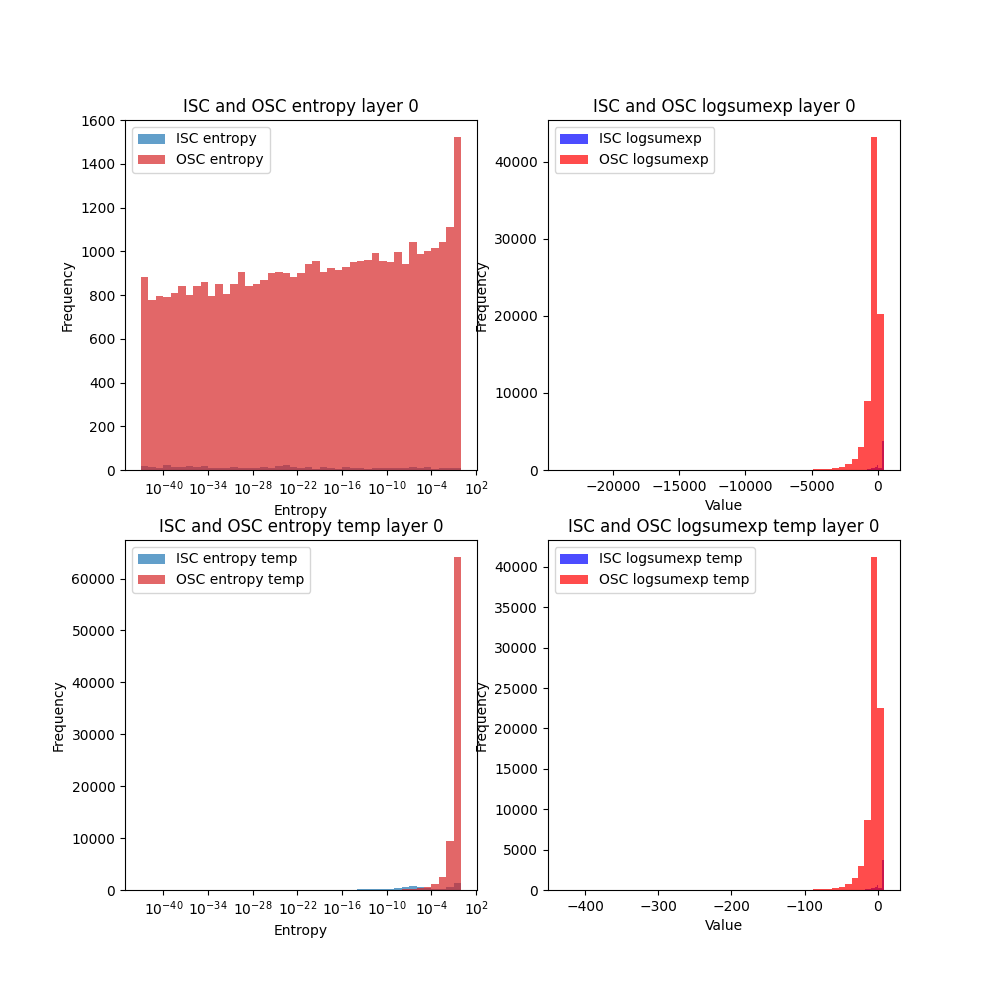 ISC and OSC entropy layer 0
ISC entropy
OSC entropy
Frequency
1600
1400
1200
1000
800
600
400
200
0
10⁻⁴⁰ 10⁻³⁴ 10⁻²⁸ 10⁻²² 10⁻¹⁶ 10⁻¹⁰ 10⁻⁴ 10²
Entropy
ISC and OSC logsumexp layer 0
ISC logsumexp
OSC logsumexp
Frequency
40000
30000
20000
10000
0
−20000 −15000 −10000 −5000 0
Value
ISC and OSC entropy temp layer 0
ISC entropy temp
OSC entropy temp
Frequency
60000
50000
40000
30000
20000
10000
0
10⁻⁴⁰ 10⁻³⁴ 10⁻²⁸ 10⁻²² 10⁻¹⁶ 10⁻¹⁰ 10⁻⁴ 10²
Entropy
ISC and OSC logsumexp temp layer 0
ISC logsumexp temp
OSC logsumexp temp
Frequency
40000
35000
30000
25000
20000
15000
10000
5000
0
−400 −300 −200 −100 0
Value